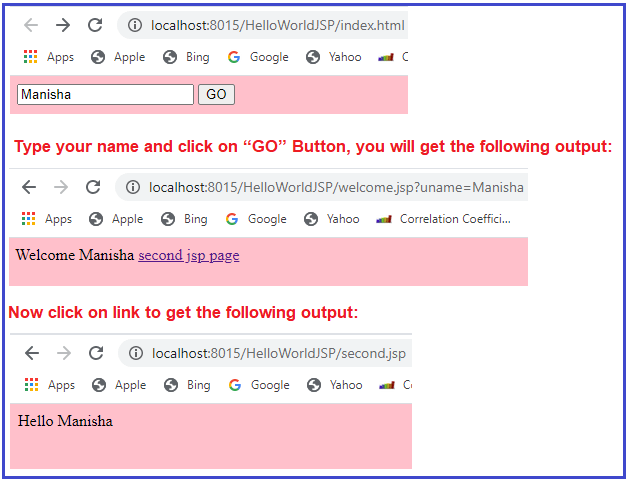 localhost:8015/HelloWorldJSP/index.html
Apps Apple Bing Google Yahoo C
Manisha GO
Type your name and click on “GO” Button, you will get the following output:
localhost:8015/HelloWorldJSP/welcome.jsp?uname=Manisha
Apps Apple Bing Google Yahoo Correlation Coeffici...
Welcome Manisha second jsp page
Now click on link to get the following output:
localhost:8015/HelloWorldJSP/second.jsp
Apps Apple Bing Google Yahoo
Hello Manisha